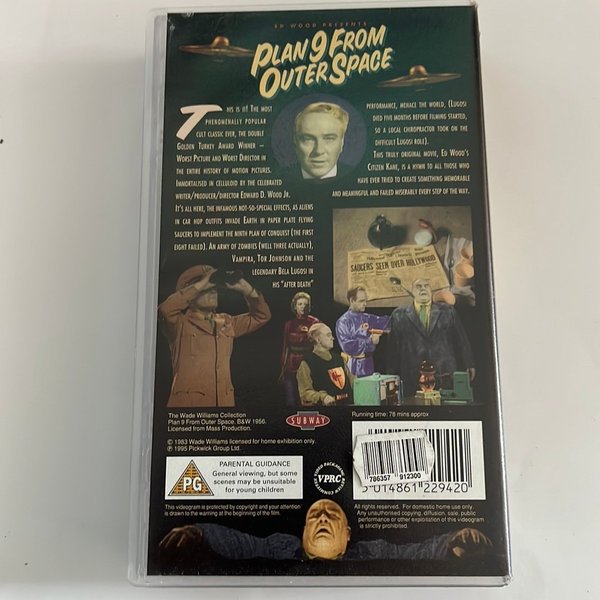 ED WOOD PRESENTS
PLAN 9 FROM
OUTER SPACE
THIS IS IT! THE MOST
PHENOMENALLY POPULAR
CULT CLASSIC EVER, THE DOUBLE
GOLDEN TURKEY AWARD WINNER –
WORST PICTURE AND WORST DIRECTOR IN
THE ENTIRE HISTORY OF MOTION PICTURES.
IMMORTALISED IN CELLULOID BY THE CELEBRATED
WRITER/PRODUCER/DIRECTOR EDWARD D. WOOD JR.
IT'S ALL HERE, THE INFAMOUS NOT-SO-SPECIAL EFFECTS, AS ALIENS
IN CAR HOP OUTFITS INVADE EARTH IN PAPER PLATE FLYING
SAUCERS TO IMPLEMENT THE NINTH PLAN OF CONQUEST (THE FIRST
EIGHT FAILED). AN ARMY OF ZOMBIES (WELL THREE ACTUALLY),
VAMPIRA, TOR JOHNSON AND THE
LEGENDARY BELA LUGOSI IN
HIS "AFTER DEATH"
PERFORMANCE, MENACE THE WORLD, (LUGOSI
DIED FIVE MONTHS BEFORE FILMING STARTED,
SO A LOCAL CHIROPRACTOR TOOK ON THE
DIFFICULT LUGOSI ROLE).
THIS TRULY ORIGINAL MOVIE, ED WOOD'S
CITIZEN KANE, IS A HYMN TO ALL THOSE WHO
HAVE EVER TRIED TO CREATE SOMETHING MEMORABLE
AND MEANINGFUL AND FAILED MISERABLY EVERY STEP OF THE WAY.
SAUCERS SEEN OVER HOLLYWOOD
The Wade Williams Collection
Plan 9 From Outer Space. B&W 1956.
Licensed from Mass Production.
© 1983 Wade Williams licensed for home exhibition only.
℗ 1995 Pickwick Group Ltd.
SUBWAY
Running time: 78 mins approx
PG
PARENTAL GUIDANCE
General viewing, but some
scenes may be unsuitable
for young children
VPRC
786357 912300
5 014861 229420
This videogram is protected by copyright and your attention
is drawn to the warning at the beginning of the film.
All rights reserved. For domestic home use only.
Any unauthorised copying, diffusion, sale, public
performance or other exploitation of this videogram
is strictly prohibited.